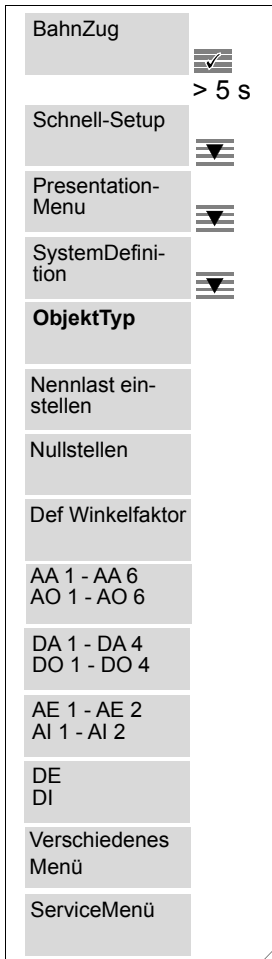 BahnZug
> 5 s
Schnell-Setup
Presentation-
Menu
SystemDefini-
tion
ObjektTyp
Nennlast ein-
stellen
Nullstellen
Def Winkelfaktor
AA 1 - AA 6
AO 1 - AO 6
DA 1 - DA 4
DO 1 - DO 4
AE 1 - AE 2
AI 1 - AI 2
DE
DI
Verschiedenes
Menü
ServiceMenü